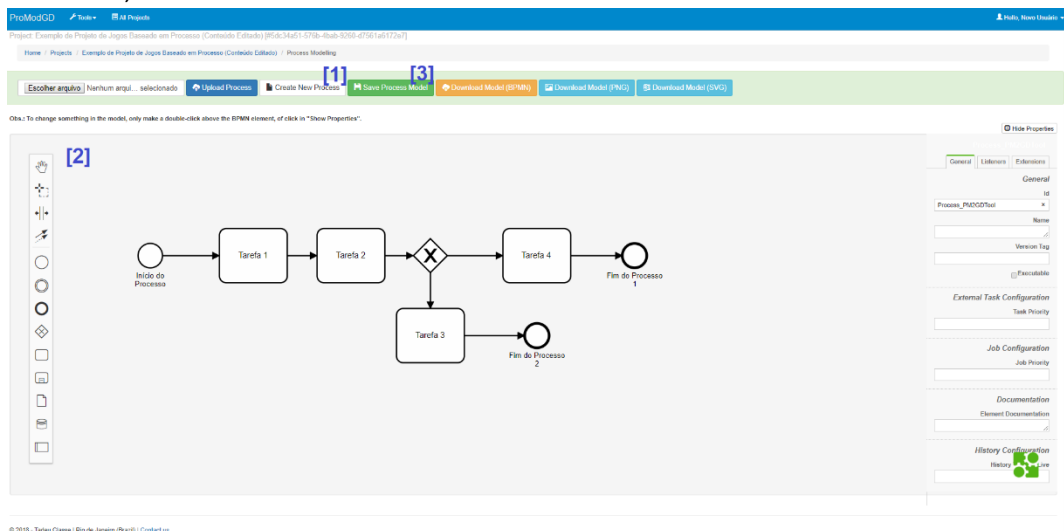 ProModGD Tools All Projects Hallo, Novo Usuário
Project: Exemplo de Projeto de Jogos Baseado em Processo (Conteúdo Editado)
Home / Projects / Exemplo de Projeto de Jogos Baseado em Processo (Conteúdo Editado) / Process Modelling
[1] [3]
Escolher arquivo Nenhum arqui... selecionado Upload Process Create New Process Save Process Model Download Model (BPMN) Download Model (PNG) Download Model (SVG)
Obs.: To change something in the model, only make a double-click above the BPMN element, of click in "Show Properties".
Hide Properties
[2]
General Listeners Extensions
General
Id
Process_PM2GDTool x
Name
Version Tag
Executable
External Task Configuration
Task Priority
Job Configuration
Job Priority
Documentation
Element Documentation
History Configuration
History Live
Início do
Processo
Tarefa 1
Tarefa 2
X
Tarefa 4
Fim do Processo
1
Tarefa 3
Fim do Processo
2
© 2018 - Tadeu Classe | Rio de Janeiro (Brazil) | Contact us